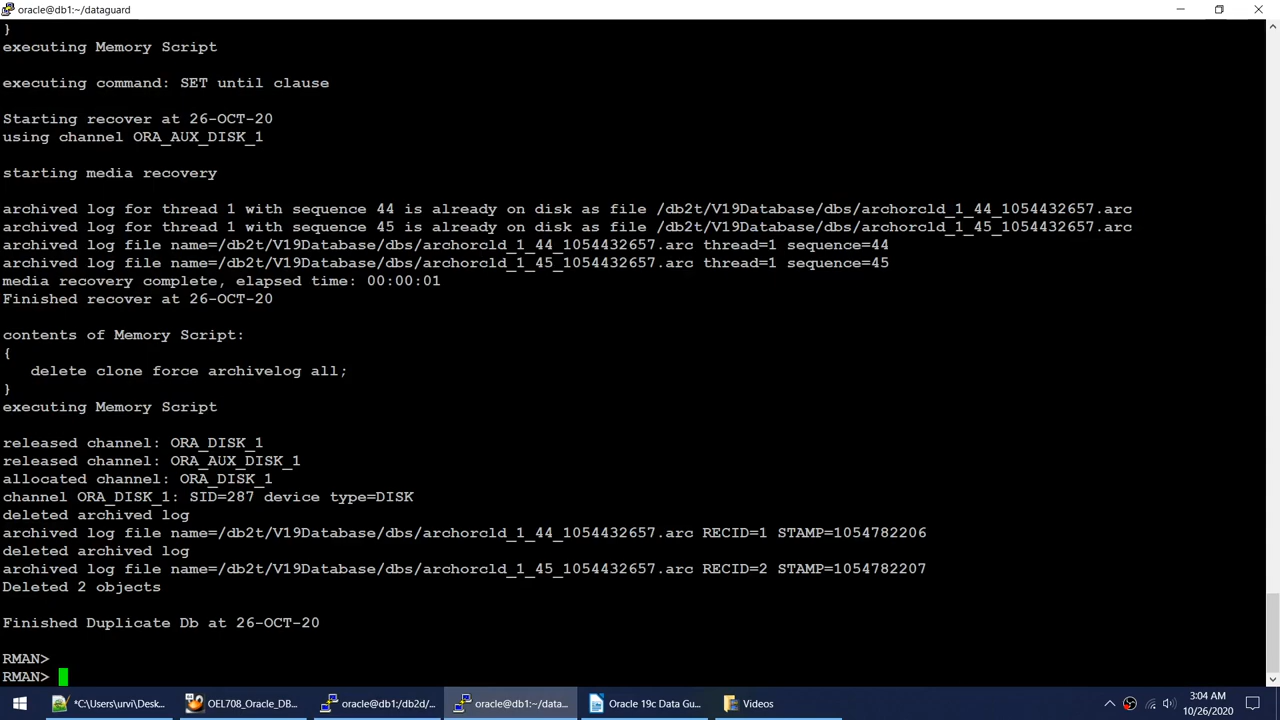 oracle@db1:~/dataguard
}
executing Memory Script
executing command: SET until clause
Starting recover at 26-OCT-20
using channel ORA_AUX_DISK_1
starting media recovery
archived log for thread 1 with sequence 44 is already on disk as file /db2t/V19Database/dbs/archorcld_1_44_1054432657.arc
archived log for thread 1 with sequence 45 is already on disk as file /db2t/V19Database/dbs/archorcld_1_45_1054432657.arc
archived log file name=/db2t/V19Database/dbs/archorcld_1_44_1054432657.arc thread=1 sequence=44
archived log file name=/db2t/V19Database/dbs/archorcld_1_45_1054432657.arc thread=1 sequence=45
media recovery complete, elapsed time: 00:00:01
Finished recover at 26-OCT-20
contents of Memory Script:
{
delete clone force archivelog all;
}
executing Memory Script
released channel: ORA_DISK_1
released channel: ORA_AUX_DISK_1
allocated channel: ORA_DISK_1
channel ORA_DISK_1: SID=287 device type=DISK
deleted archived log
archived log file name=/db2t/V19Database/dbs/archorcld_1_44_1054432657.arc RECID=1 STAMP=1054782206
deleted archived log
archived log file name=/db2t/V19Database/dbs/archorcld_1_45_1054432657.arc RECID=2 STAMP=1054782207
Deleted 2 objects
Finished Duplicate Db at 26-OCT-20
RMAN>
RMAN>
*C:\Users\urvi\Desk... OEL708_Oracle_DB... oracle@db1:/db2d/... oracle@db1:~/data... Oracle 19c Data Gu... Videos
3:04 AM
10/26/2020